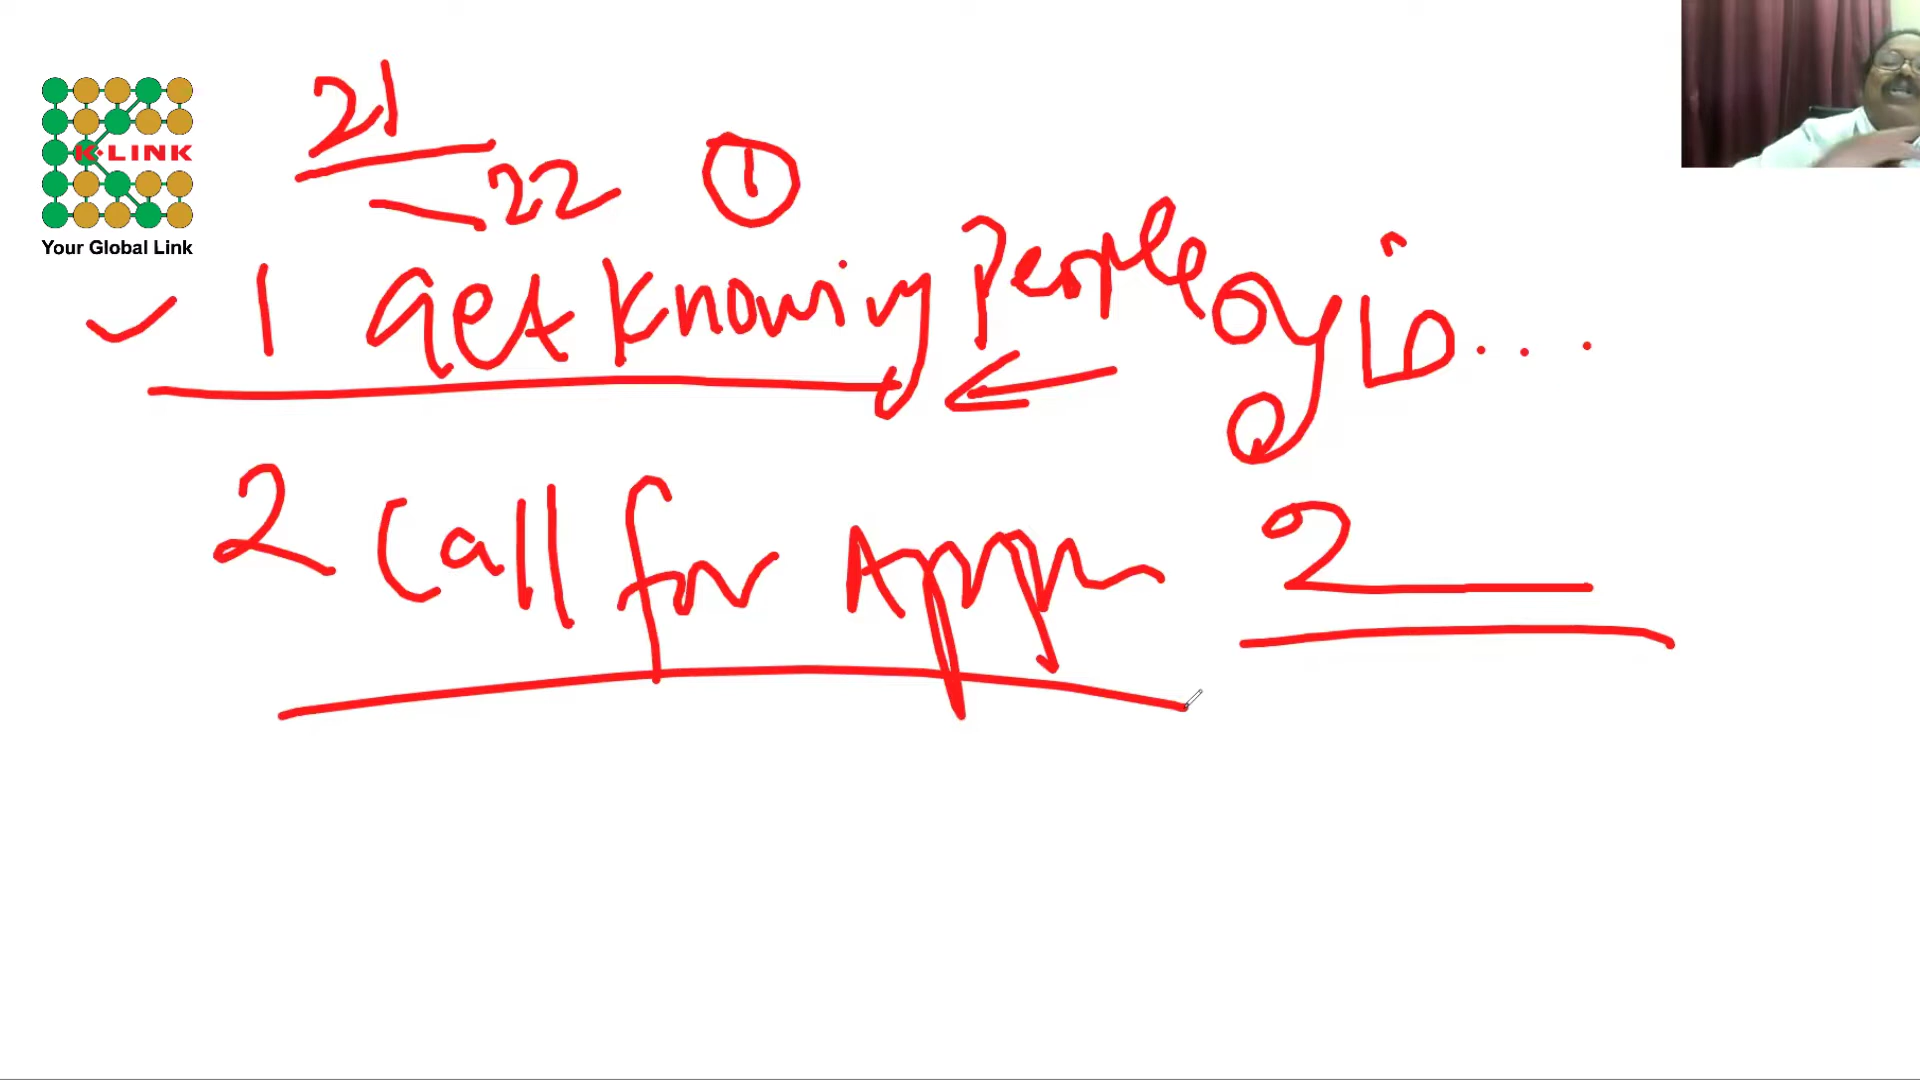 K-LINK
Your Global Link
21
22 1
1 Get Knowing People
2 Call for Appn 2